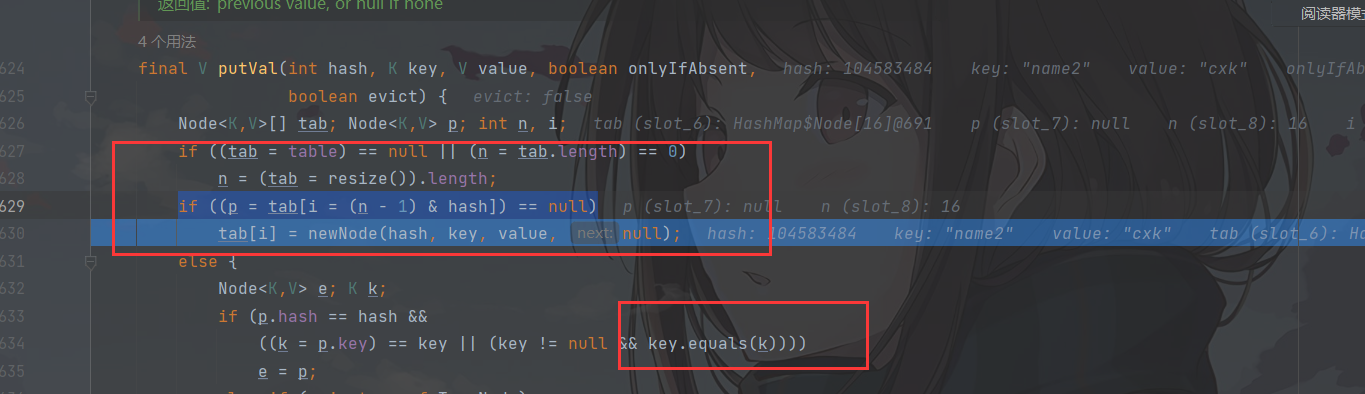 返回值: previous value, or null if none
阅读器模式
4 个用法
624 final V putVal(int hash, K key, V value, boolean onlyIfAbsent, hash: 104583484 key: "name2" value: "cxk" onlyIfAb
625 boolean evict) { evict: false
626 Node<K,V>[] tab; Node<K,V> p; int n, i; tab (slot_6): HashMap$Node[16]@691 p (slot_7): null n (slot_8): 16 i
627 if ((tab = table) == null || (n = tab.length) == 0)
628 n = (tab = resize()).length;
629 if ((p = tab[i = (n - 1) & hash]) == null) p (slot_7): null n (slot_8): 16
630 tab[i] = newNode(hash, key, value, next: null); hash: 104583484 key: "name2" value: "cxk" tab (slot_6): Ha
631 else {
632 Node<K,V> e; K k;
633 if (p.hash == hash &&
634 ((k = p.key) == key || (key != null && key.equals(k))))
635 e = p;